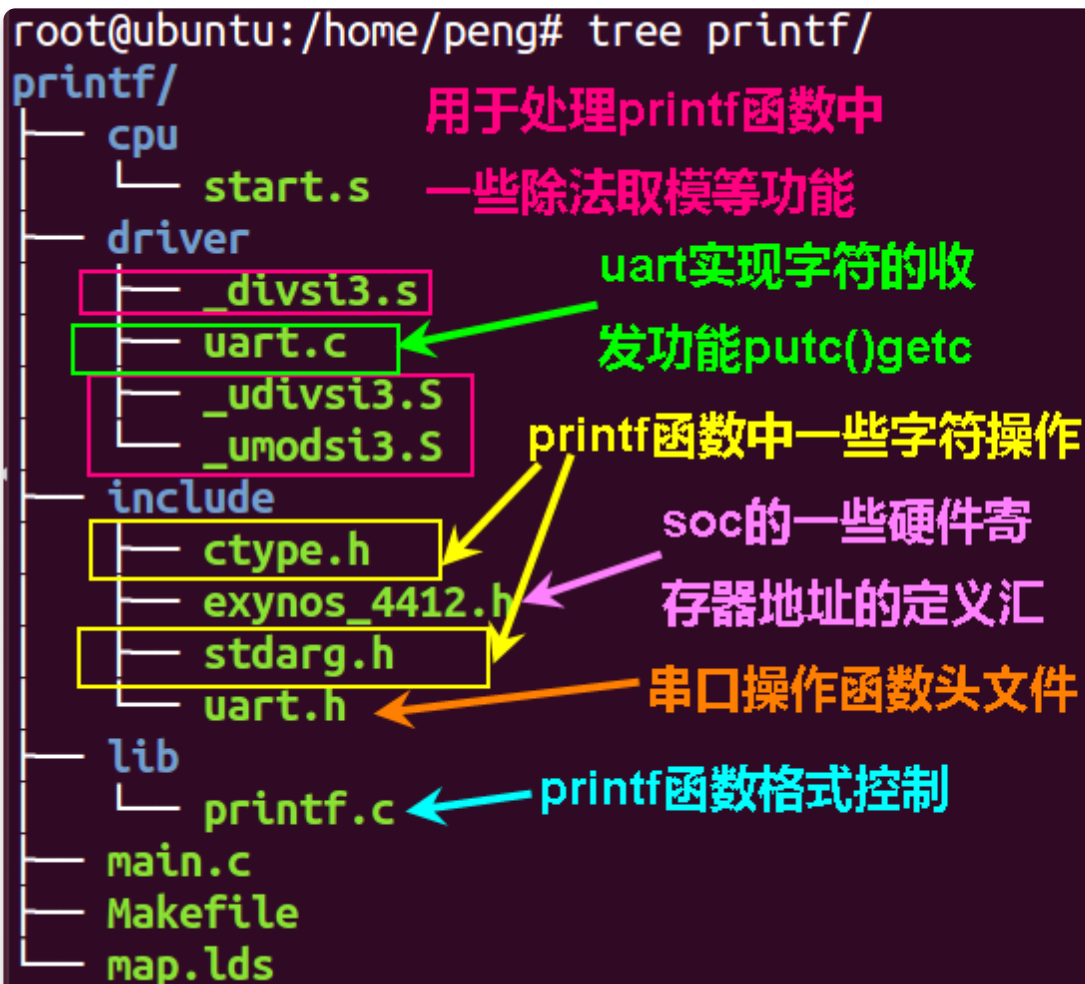 root@ubuntu:/home/peng# tree printf/
printf/
├── cpu
│   └── start.s
├── driver
│   ├── _divsi3.s
│   ├── uart.c
│   ├── _udivsi3.S
│   └── _umodsi3.S
├── include
│   ├── ctype.h
│   ├── exynos_4412.h
│   ├── stdarg.h
│   └── uart.h
├── lib
│   └── printf.c
├── main.c
├── Makefile
└── map.lds
用于处理printf函数中
一些除法取模等功能
uart实现字符的收
发功能putc()getc
printf函数中一些字符操作
soc的一些硬件寄
存器地址的定义汇
串口操作函数头文件
printf函数格式控制